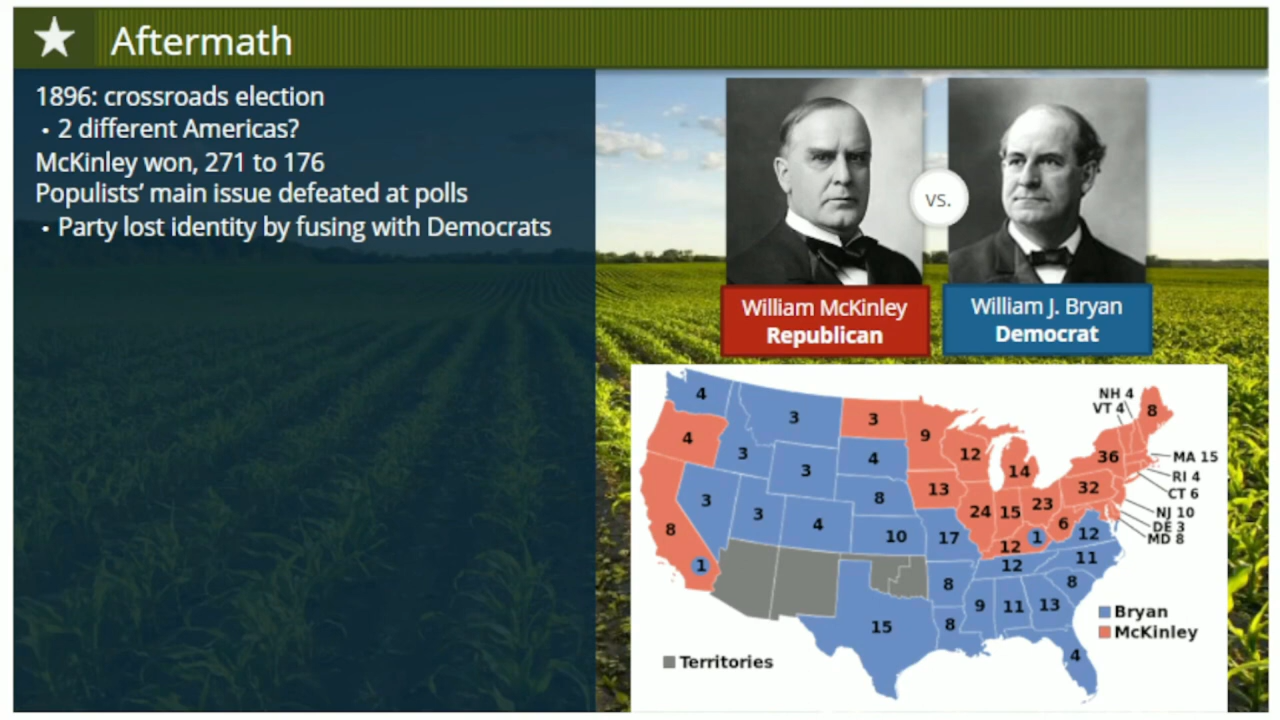 Aftermath
1896: crossroads election
• 2 different Americas?
McKinley won, 271 to 176
Populists' main issue defeated at polls
• Party lost identity by fusing with Democrats
vs.
William McKinley
Republican
William J. Bryan
Democrat
4
3
3
9
12
14
36
8
NH 4
VT 4
MA 15
RI 4
CT 6
NJ 10
DE 3
MD 8
4
3
3
4
8
13
24
15
23
32
6
12
3
3
4
10
17
12
1
11
8
1
12
8
9
11
13
8
15
8
4
Bryan
McKinley
Territories